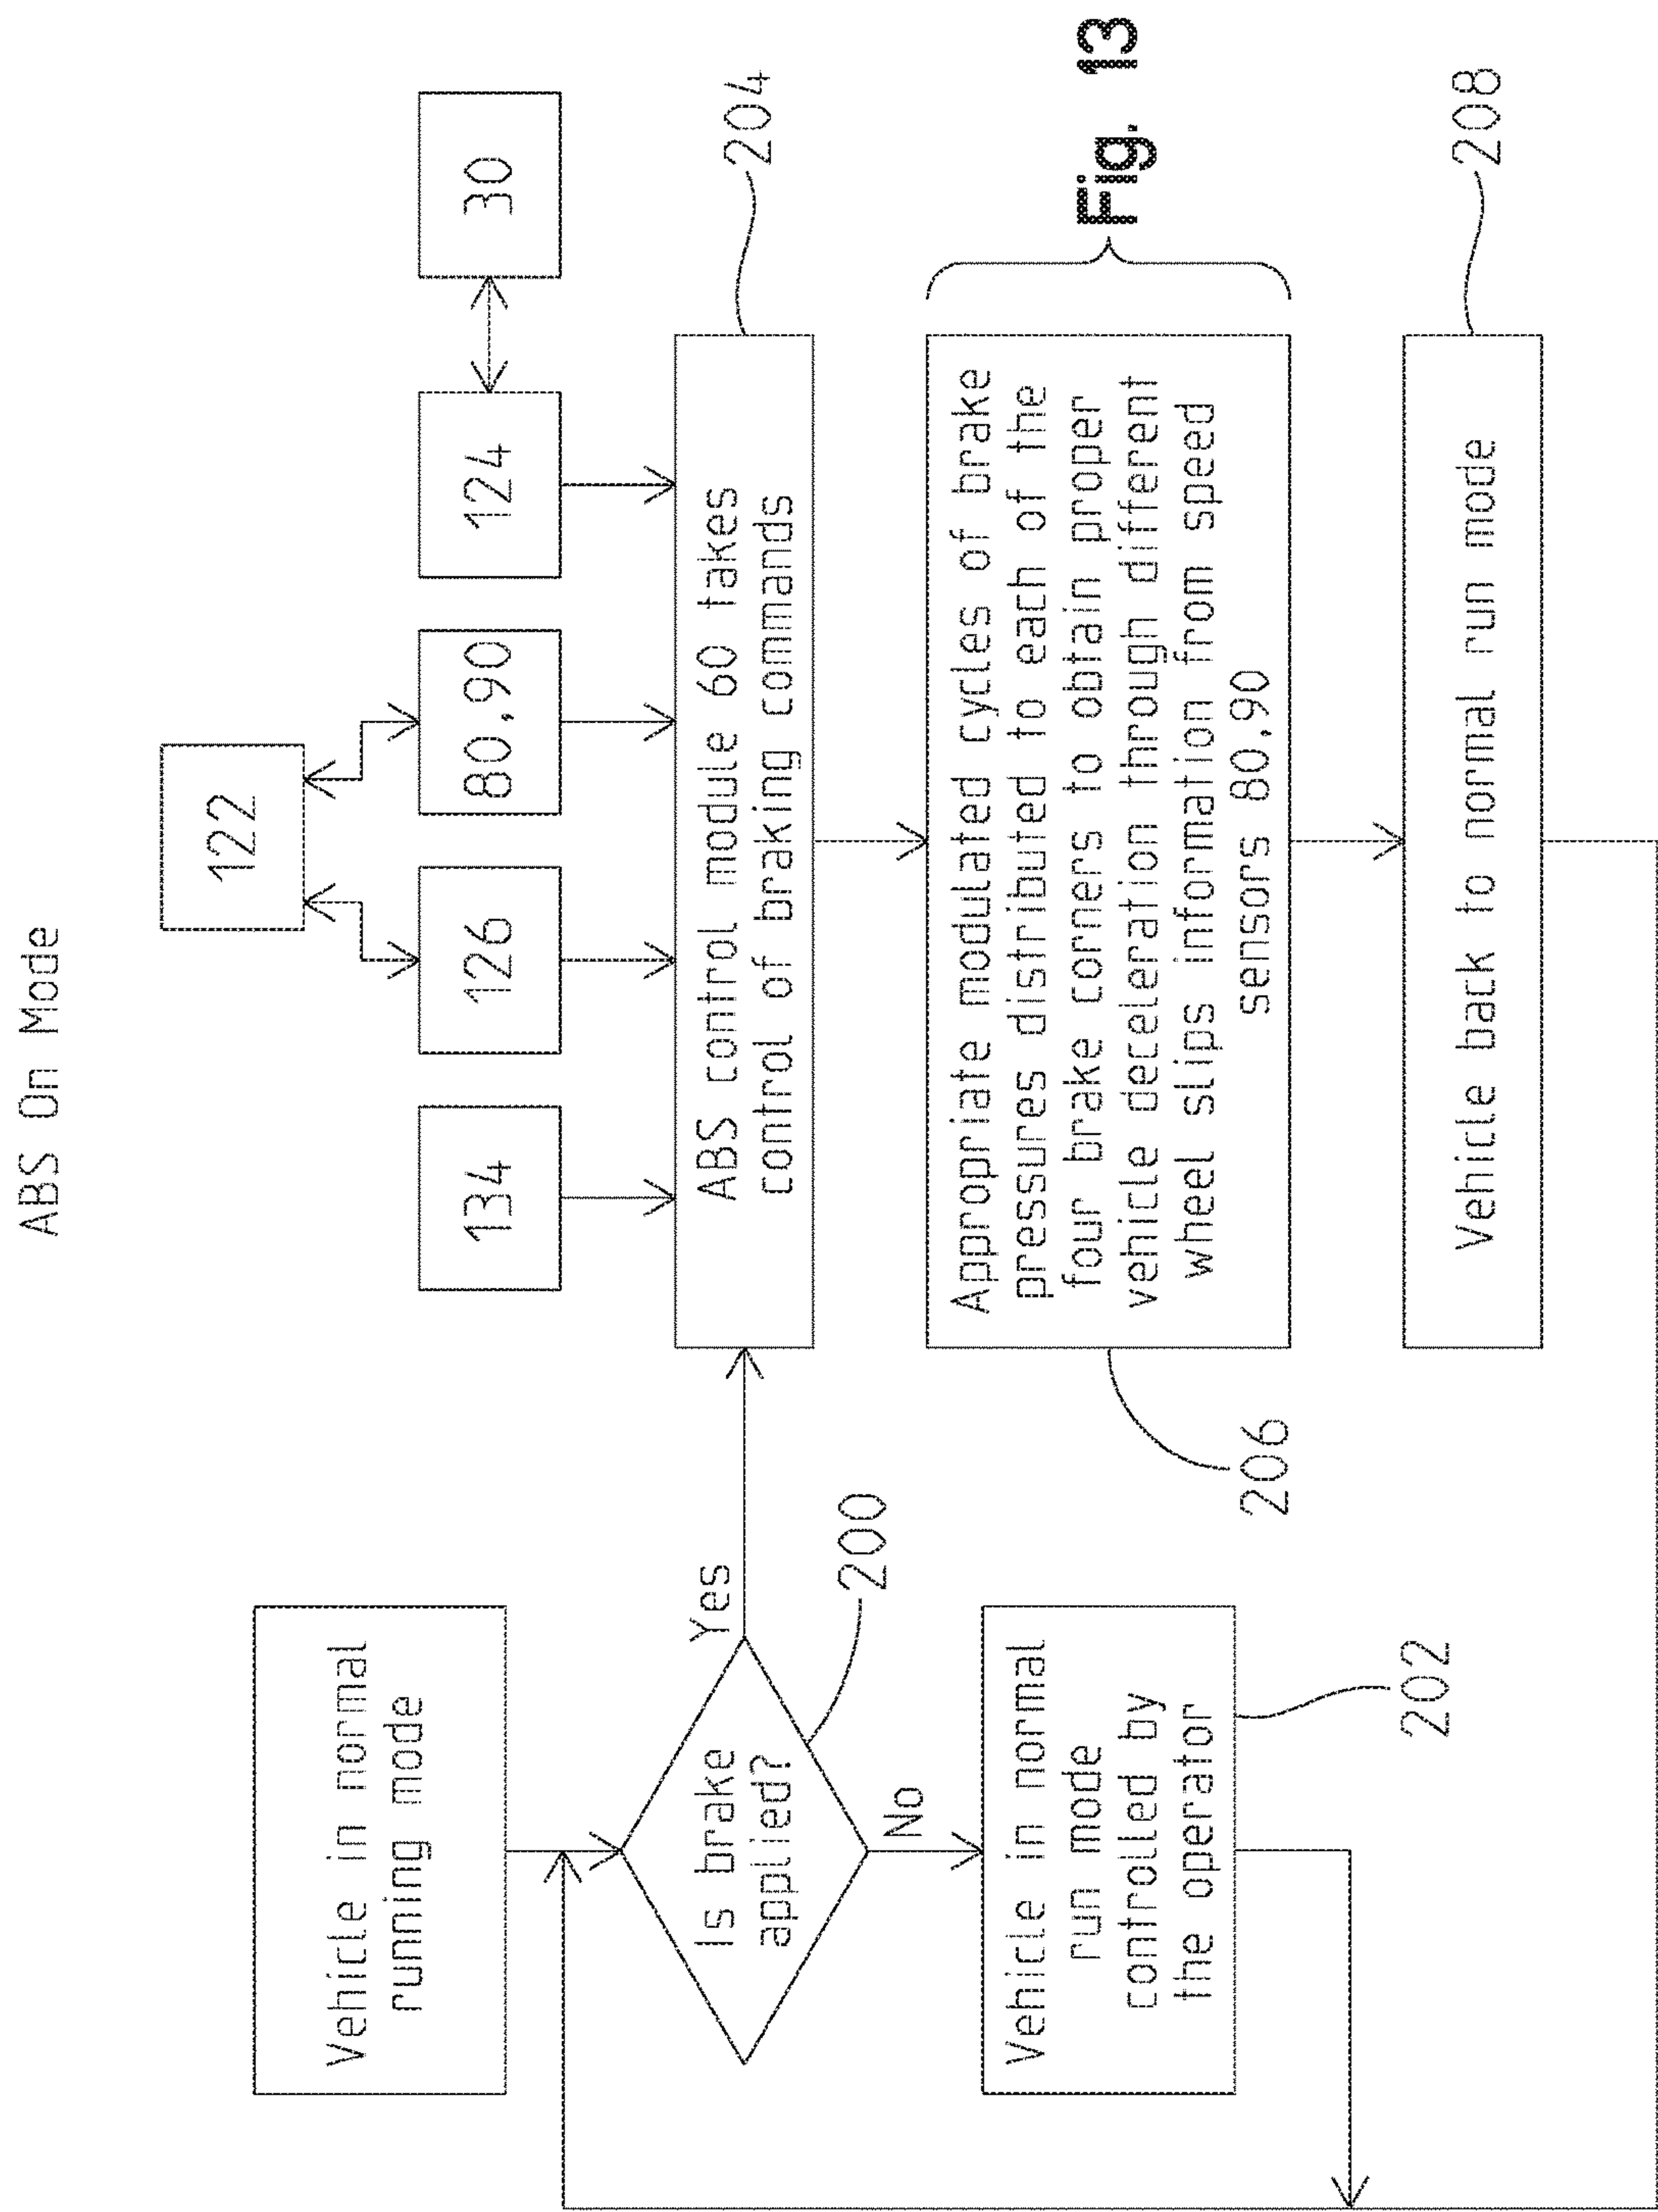 ABS On Mode
Vehicle in normal
running mode
Is brake
applied?
Yes
No
200
Vehicle in normal
run mode
controlled by
the operator
202
122
134
126
80,90
124
30
ABS control module 60 takes
control of braking commands
204
Appropriate modulated cycles of brake
pressures distributed to each of the
four brake corners to obtain proper
vehicle deceleration through different
wheel slips information from speed
sensors 80,90
206
Vehicle back to normal run mode
208
Fig. 13